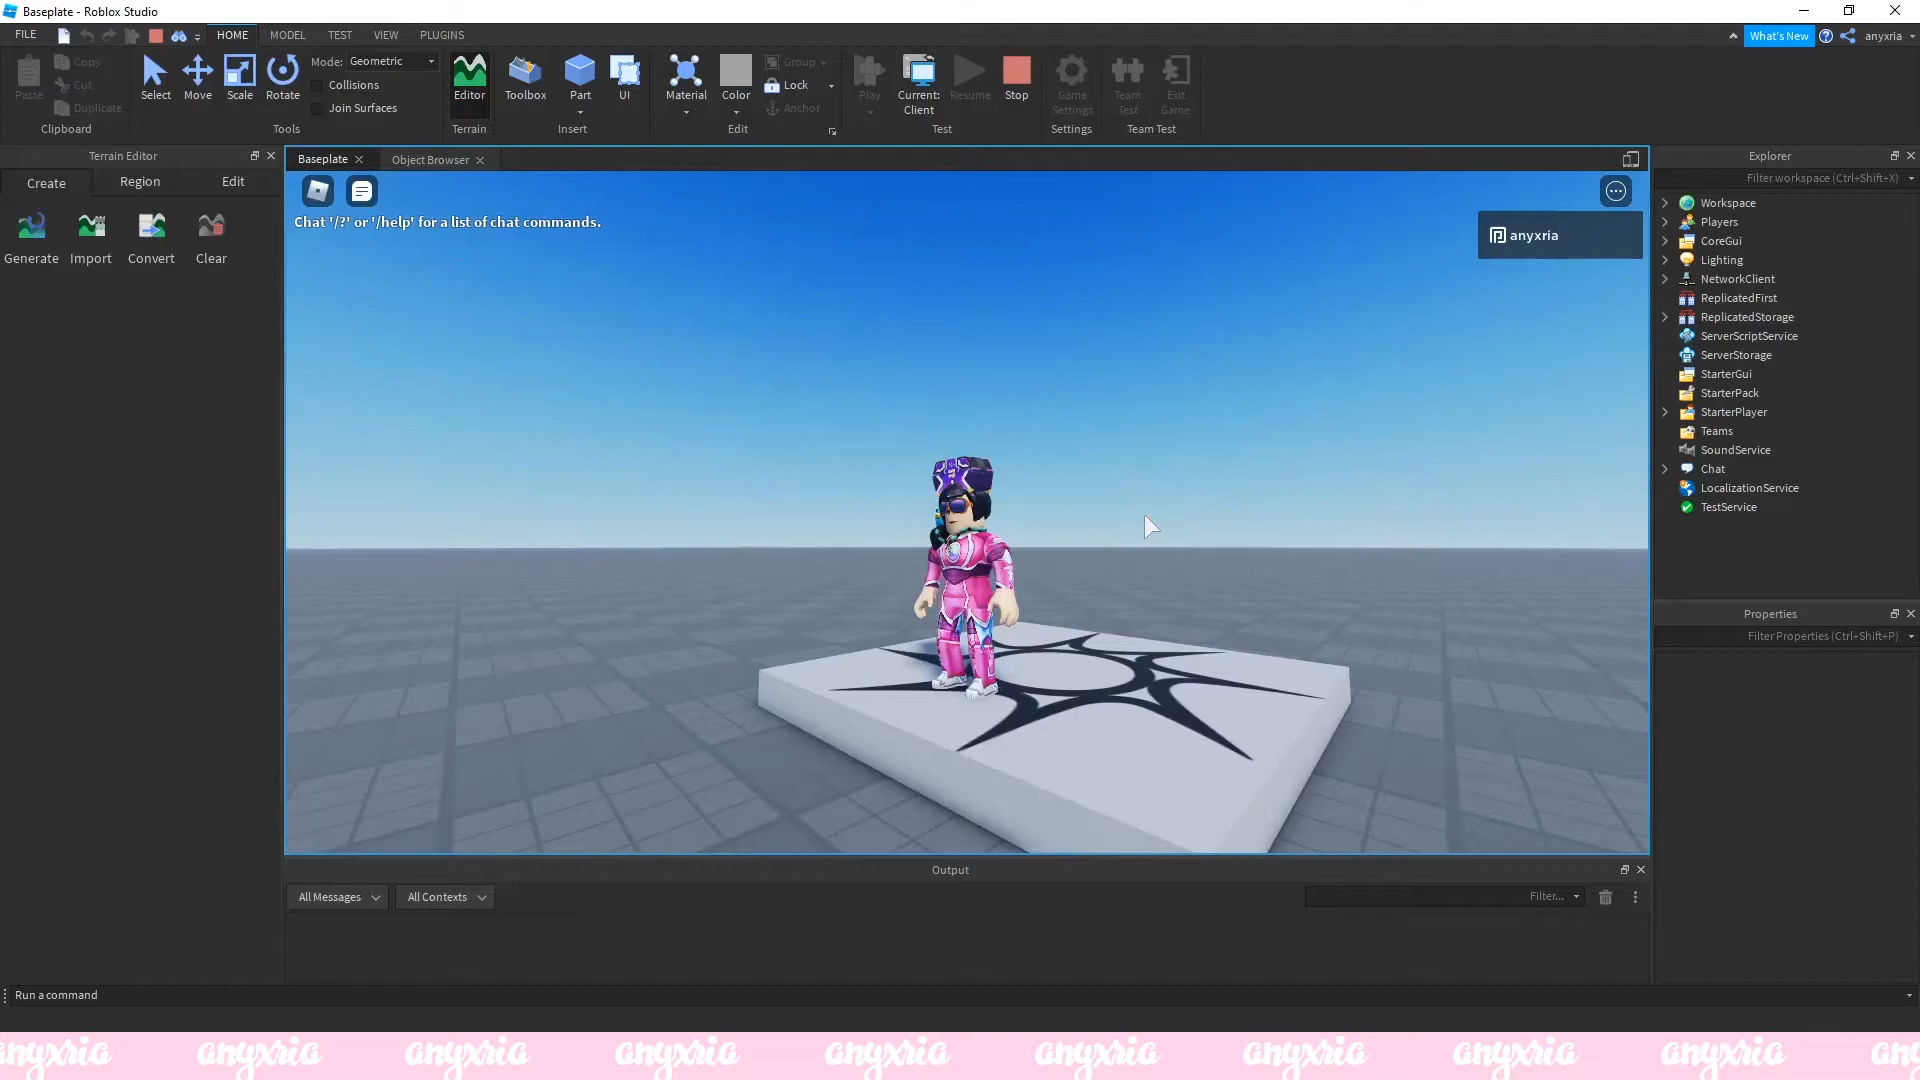 Baseplate - Roblox Studio
FILE HOME MODEL TEST VIEW PLUGINS What's New anyxria
Paste Copy Cut Duplicate Clipboard
Select Move Scale Rotate Mode: Geometric Collisions Join Surfaces Tools
Editor Terrain
Toolbox Part UI Insert
Material Color Group Lock Anchor Edit
Play Current: Client Resume Stop Test
Game Settings Settings
Team Test Exit Game Team Test
Terrain Editor
Create Region Edit
Generate Import Convert Clear
Baseplate Object Browser
Chat '/?' or '/help' for a list of chat commands.
anyxria
Explorer
Filter workspace (Ctrl+Shift+X)
Workspace
Players
CoreGui
Lighting
NetworkClient
ReplicatedFirst
ReplicatedStorage
ServerScriptService
ServerStorage
StarterGui
StarterPack
StarterPlayer
Teams
SoundService
Chat
LocalizationService
TestService
Properties
Filter Properties (Ctrl+Shift+P)
Output
All Messages All Contexts Filter...
Run a command
anyxria anyxria anyxria anyxria anyxria anyxria anyxria anyxria anyxria any